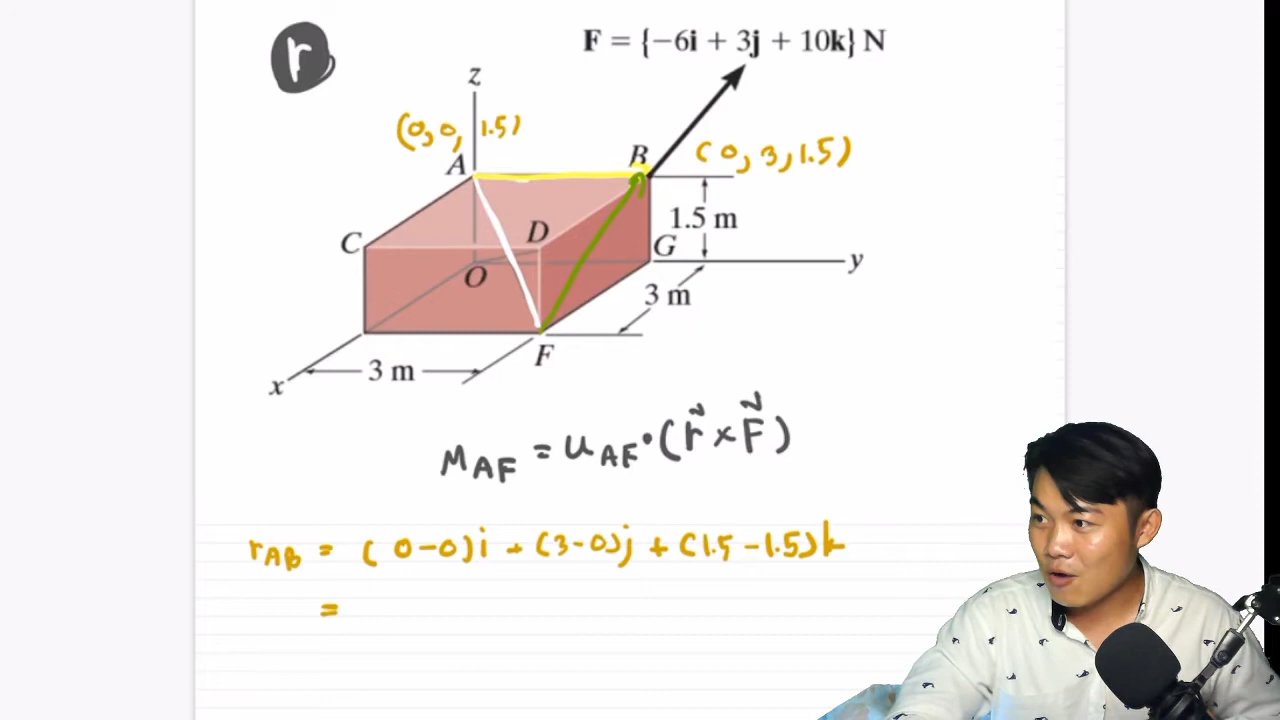 r
F = {−6i + 3j + 10k} N
z
(0, 0, 1.5)
A
B
(0, 3, 1.5)
1.5 m
C
D
G
O
y
3 m
3 m
F
x
M_AF = u_AF • (r⃗ × F⃗)
r_AB = (0-0)i + (3-0)j + (1.5-1.5)k
=